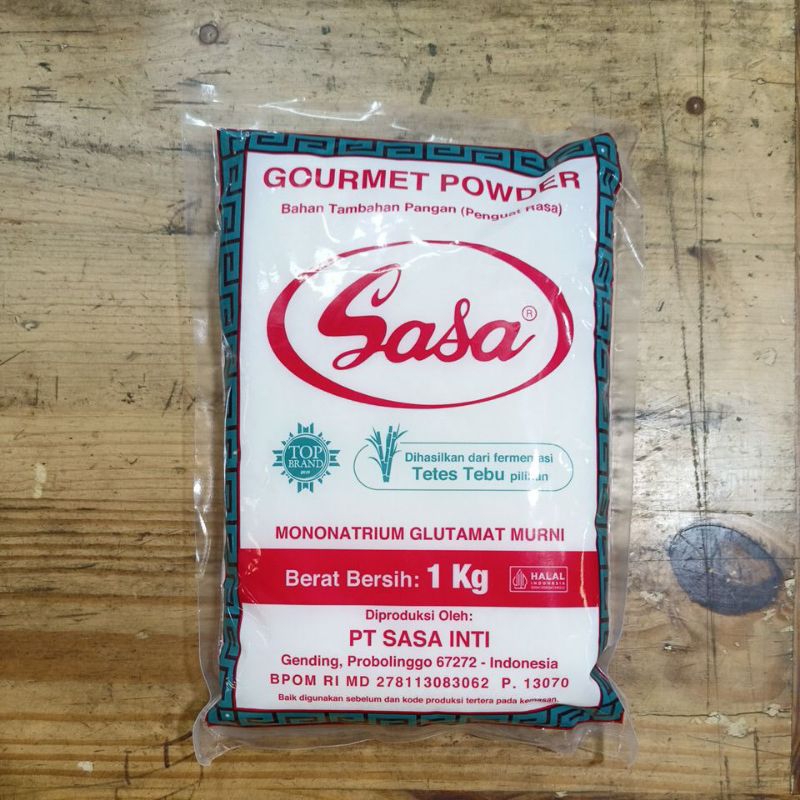 GOURMET POWDER
Bahan Tambahan Pangan (Penguat Rasa)
Sasa®
TOP
BRAND
Dihasilkan dari fermentasi
Tetes Tebu pilihan
MONONATRIUM GLUTAMAT MURNI
Berat Bersih: 1 Kg
HALAL
INDONESIA
Diproduksi Oleh:
PT SASA INTI
Gending, Probolinggo 67272 - Indonesia
BPOM RI MD 278113083062 P. 13070
Baik digunakan sebelum dan kode produksi tertera pada kemasan.